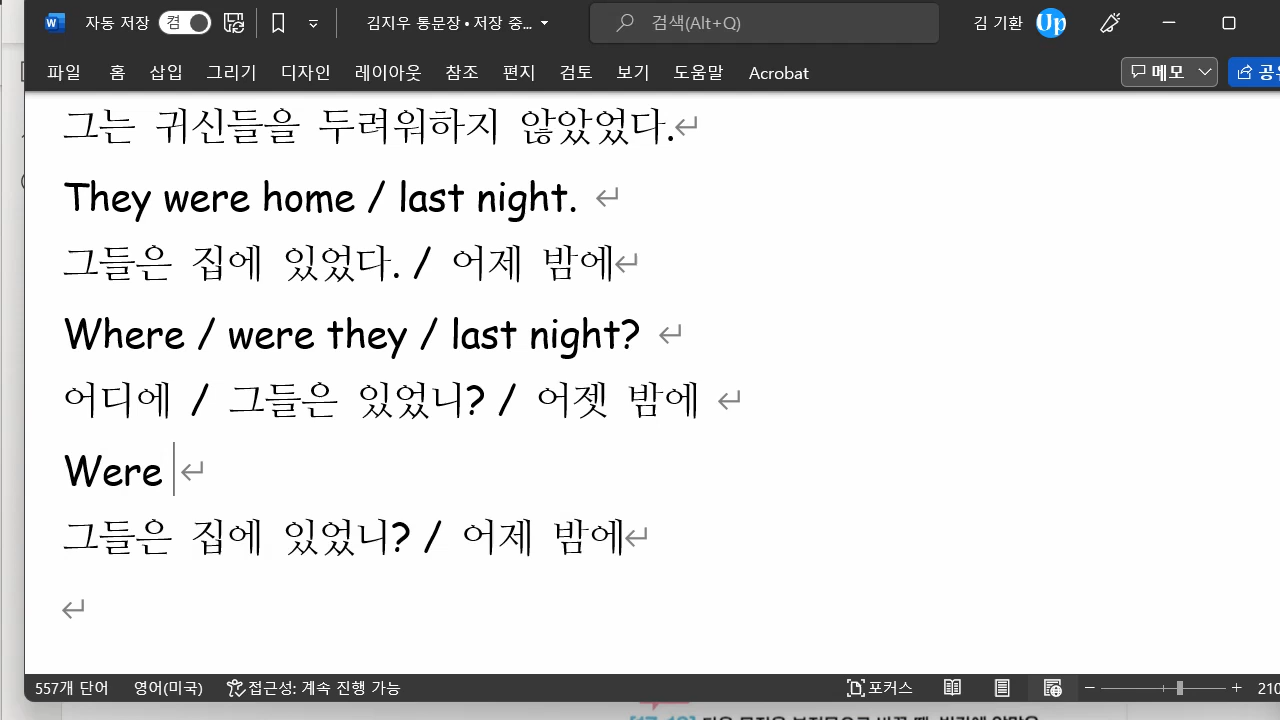 자동 저장 켬 김지우 통문장 • 저장 중... 검색(Alt+Q) 김 기환 Up
파일 홈 삽입 그리기 디자인 레이아웃 참조 편지 검토 보기 도움말 Acrobat 메모
그는 귀신들을 두려워하지 않았었다.↵
They were home / last night. ↵
그들은 집에 있었다. / 어제 밤에↵
Where / were they / last night? ↵
어디에 / 그들은 있었니? / 어젯 밤에 ↵
Were ↵
그들은 집에 있었니? / 어제 밤에↵
↵
557개 단어 영어(미국) 접근성: 계속 진행 가능 포커스 210